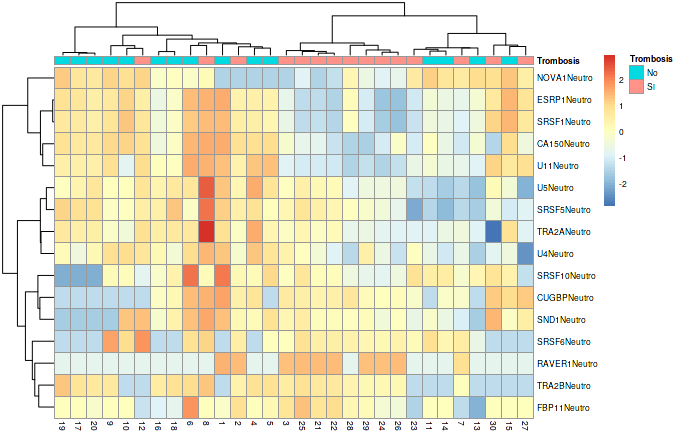 Trombosis
NOVA1Neutro
ESRP1Neutro
SRSF1Neutro
CA150Neutro
U11Neutro
U5Neutro
SRSF5Neutro
TRA2ANeutro
U4Neutro
SRSF10Neutro
CUGBPNeutro
SND1Neutro
SRSF6Neutro
RAVER1Neutro
TRA2BNeutro
FBP11Neutro
19 17 20 9 10 12 16 18 6 8 1 2 4 5 3 25 21 22 28 29 24 26 23 11 14 7 13 30 15 27
2
1
0
-1
-2
Trombosis
No
SI